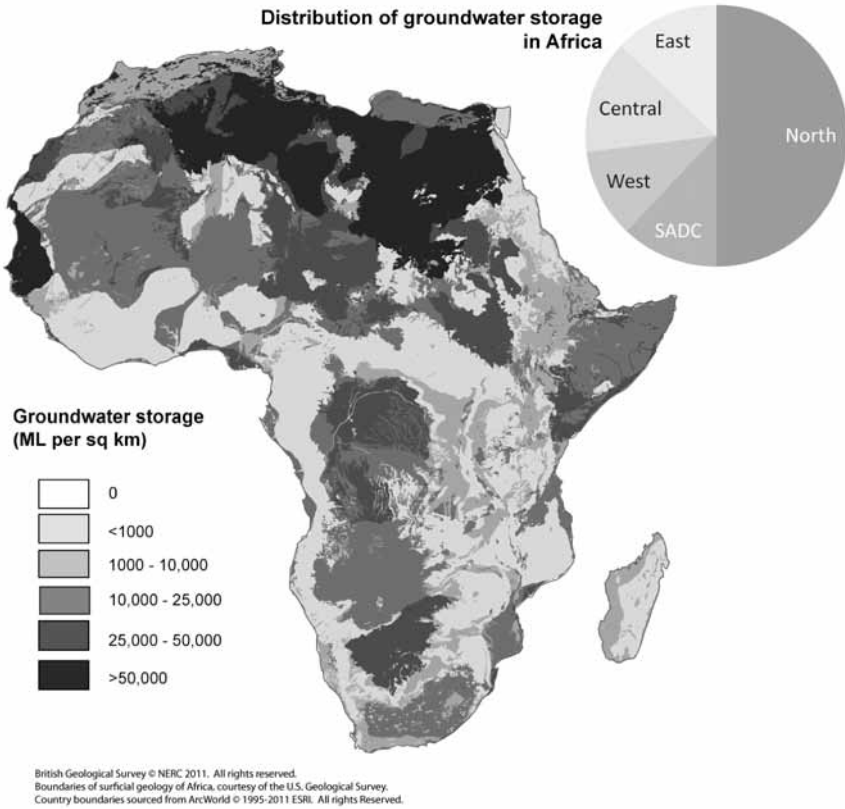 Distribution of groundwater storage
in Africa
East
Central
North
West
SADC
Groundwater storage
(ML per sq km)
0
<1000
1000 - 10,000
10,000 - 25,000
25,000 - 50,000
>50,000
British Geological Survey © NERC 2011. All rights reserved.
Boundaries of surficial geology of Africa, courtesy of the U.S. Geological Survey.
Country boundaries sourced from ArcWorld © 1995-2011 ESRI. All rights Reserved.